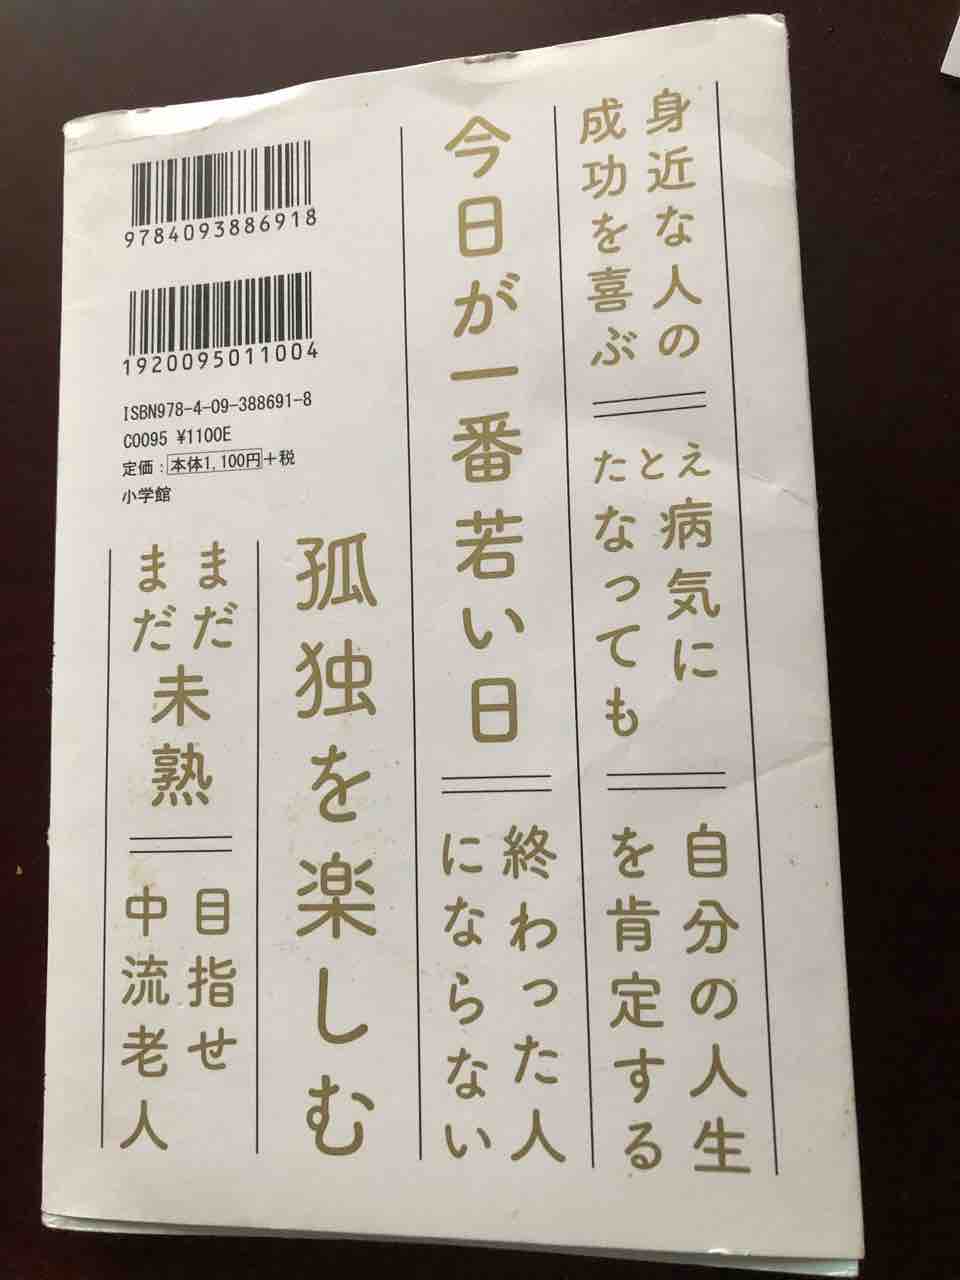 身近な人の
成功を喜ぶ
たとえ
病気に
なっても
自分の人生
を肯定する
今日が一番若い日
終わった人
にならない
孤独を楽しむ
まだ
まだ
未熟
目指せ
中流老人
9784093886918
1920095011004
ISBN978-4-09-388691-8
C0095 ¥1100E
定価：本体1,100円+税
小学館